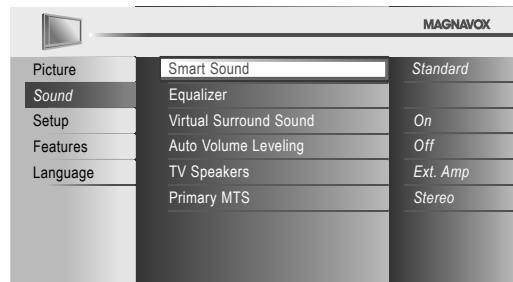 MAGNAVOX
Picture
Smart Sound Standard
Sound
Equalizer
Setup
Virtual Surround Sound On
Features
Auto Volume Leveling Off
Language
TV Speakers Ext. Amp
Primary MTS Stereo